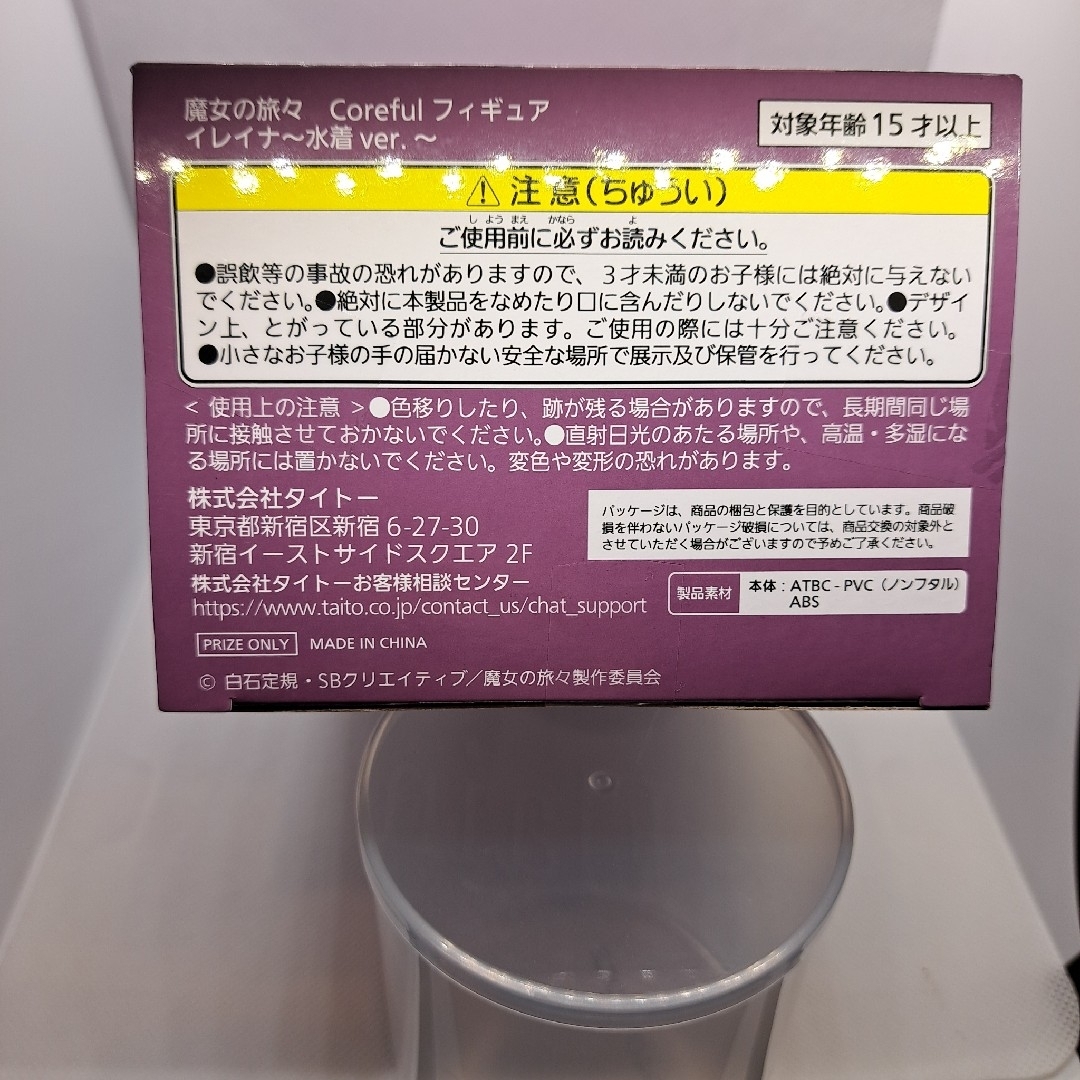 魔女の旅々 Coreful フィギュア
イレイナ〜水着 ver. 〜
対象年齢 15 才以上
⚠ 注意(ちゅうい)
し よう まえ かなら よ
ご使用前に必ずお読みください。
●誤飲等の事故の恐れがありますので、3才未満のお子様には絶対に与えない
でください。●絶対に本製品をなめたり口に含んだりしないでください。●デザイ
ン上、とがっている部分があります。ご使用の際には十分ご注意ください。
●小さなお子様の手の届かない安全な場所で展示及び保管を行ってください。
< 使用上の注意 >●色移りしたり、跡が残る場合がありますので、長期間同じ場
所に接触させておかないでください。●直射日光のあたる場所や、高温・多湿にな
る場所には置かないでください。変色や変形の恐れがあります。
株式会社タイトー
東京都新宿区新宿 6-27-30
新宿イーストサイドスクエア 2F
株式会社タイトーお客様相談センター
https://www.taito.co.jp/contact_us/chat_support
パッケージは、商品の梱包と保護を目的としています。商品破
損を伴わないパッケージ破損については、商品交換の対象外と
させていただく場合がございますので予めご了承ください。
製品素材
本体：ATBC - PVC（ノンフタル）
ABS
PRIZE ONLY MADE IN CHINA
© 白石定規・SBクリエイティブ／魔女の旅々製作委員会